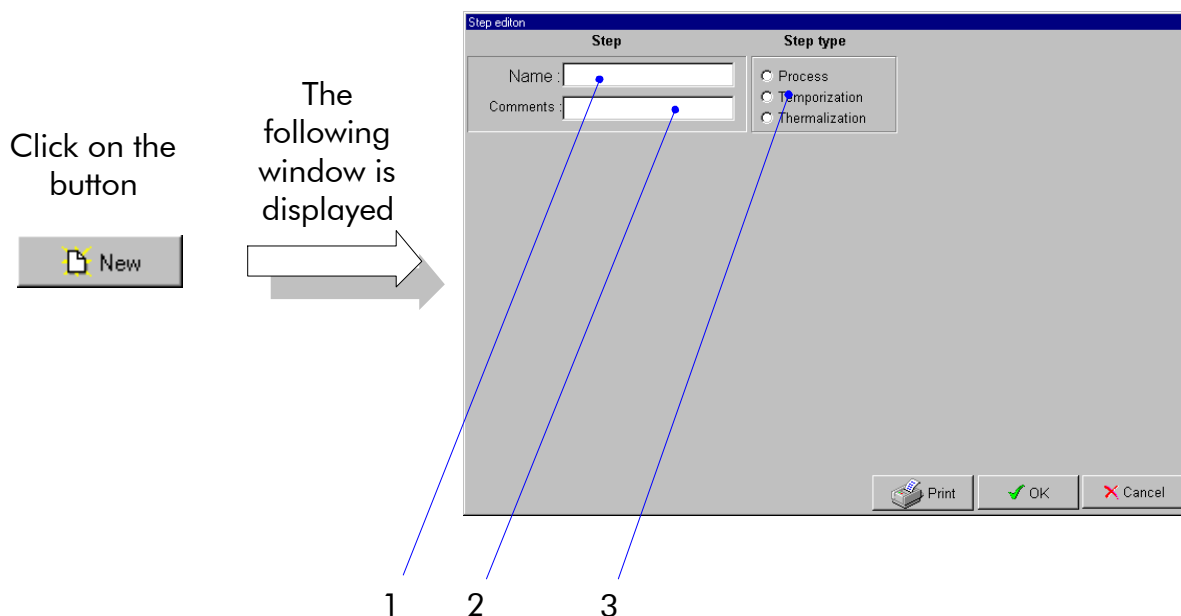 Click on the
button
New
The
following
window is
displayed
Step editon
Step
Step type
Name :
Comments :
Process
Temporization
Thermalization
Print
OK
Cancel
1
2
3